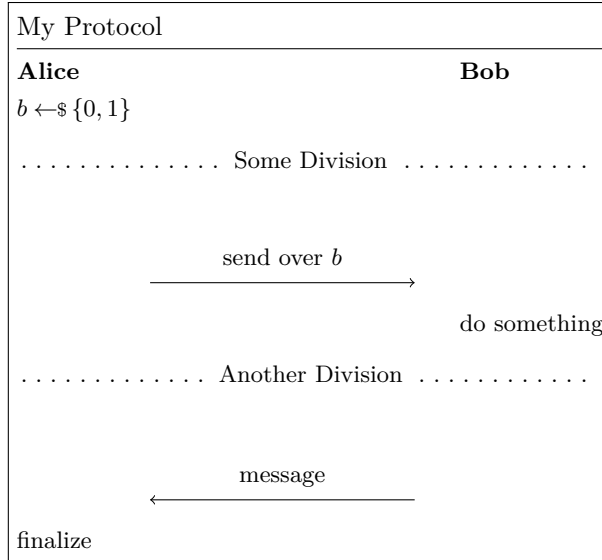 My Protocol
Alice Bob
b ←$ {0, 1}
. . . . . . . . . . . . . . Some Division . . . . . . . . . . . . .
send over b
do something
. . . . . . . . . . . . . Another Division . . . . . . . . . . . .
message
finalize